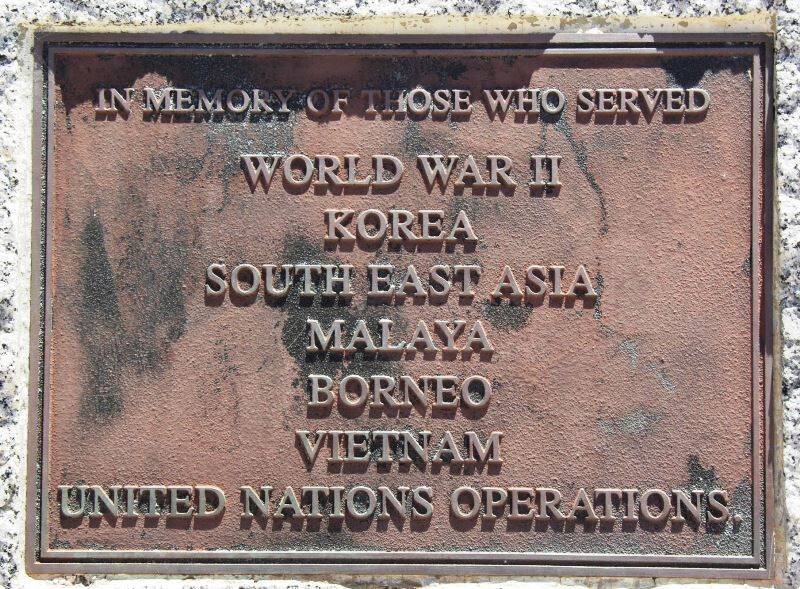 IN MEMORY OF THOSE WHO SERVED
WORLD WAR II
KOREA
SOUTH EAST ASIA
MALAYA
BORNEO
VIETNAM
UNITED NATIONS OPERATIONS.